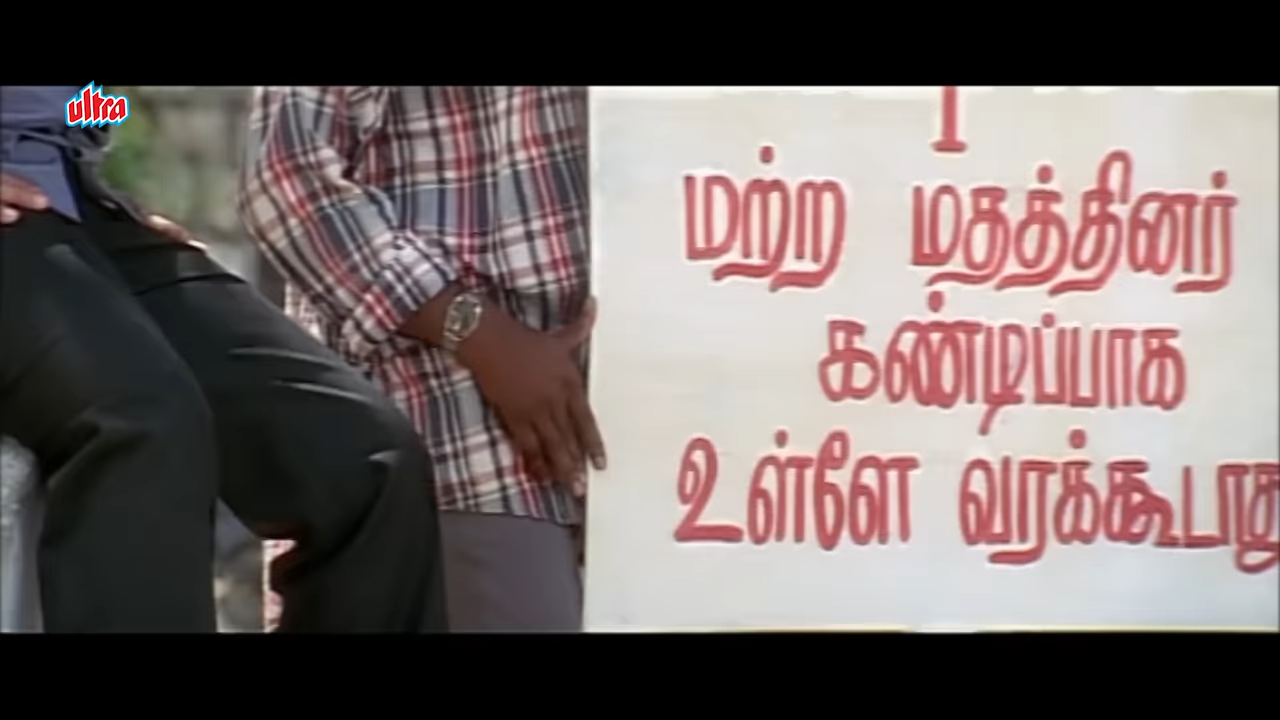 ultra
மற்ற மதத்தினர்
கண்டிப்பாக
உள்ளே வரக்கூடாது